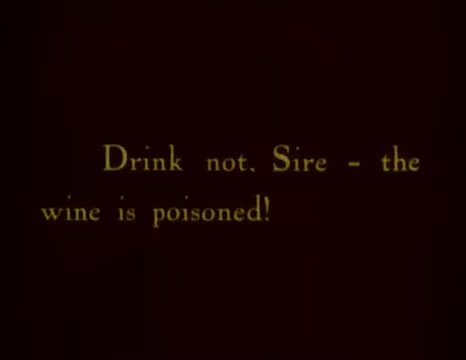 Drink not, Sire – the
wine is poisoned!